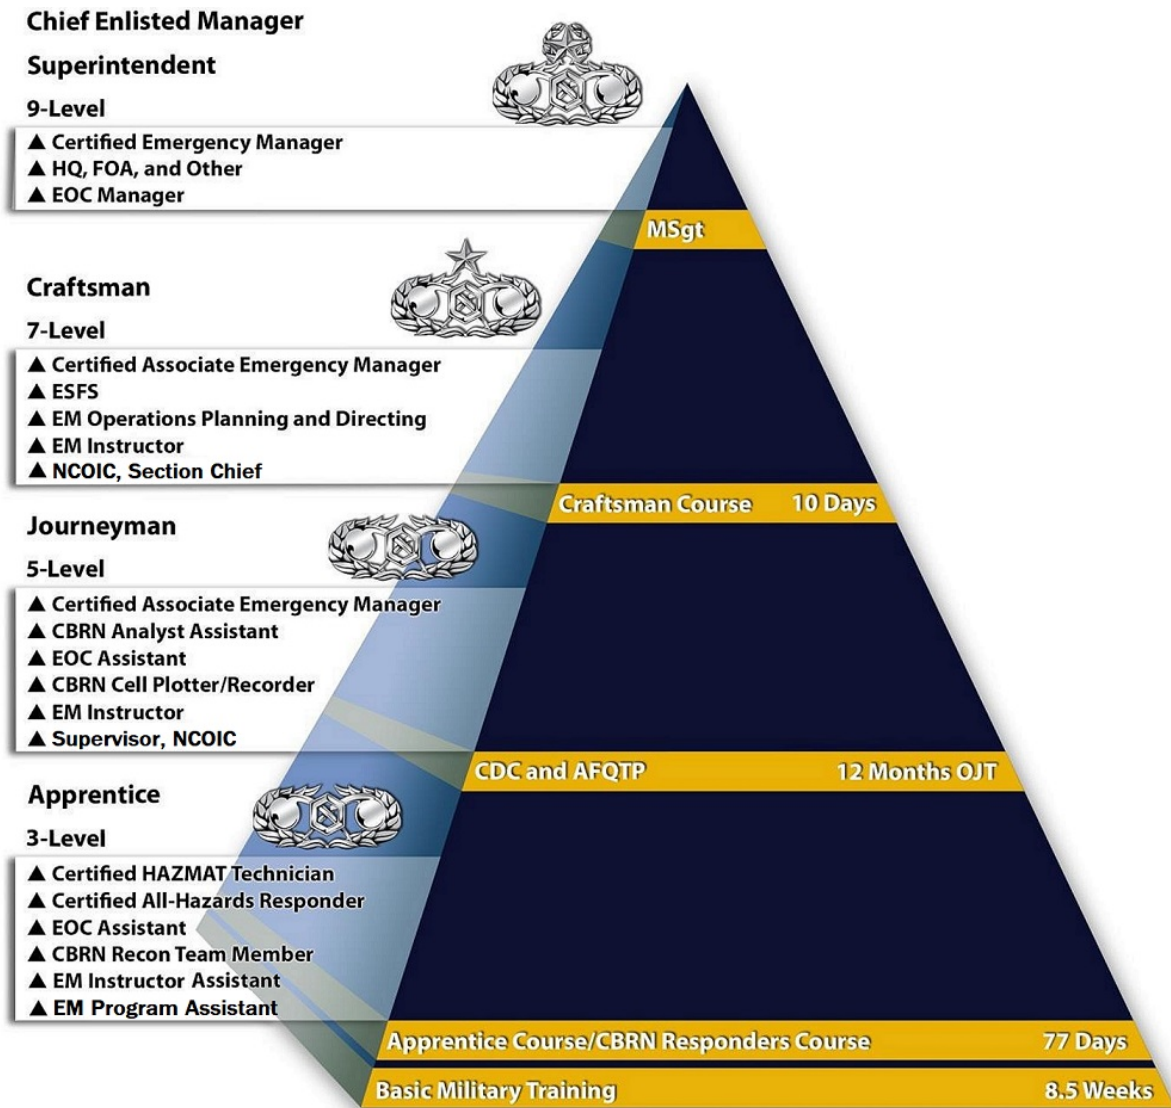 Chief Enlisted Manager
Superintendent
9-Level
▲ Certified Emergency Manager
▲ HQ, FOA, and Other
▲ EOC Manager
MSgt
Craftsman
7-Level
▲ Certified Associate Emergency Manager
▲ ESFS
▲ EM Operations Planning and Directing
▲ EM Instructor
▲ NCOIC, Section Chief
Craftsman Course 10 Days
Journeyman
5-Level
▲ Certified Associate Emergency Manager
▲ CBRN Analyst Assistant
▲ EOC Assistant
▲ CBRN Cell Plotter/Recorder
▲ EM Instructor
▲ Supervisor, NCOIC
CDC and AFQTP 12 Months OJT
Apprentice
3-Level
▲ Certified HAZMAT Technician
▲ Certified All-Hazards Responder
▲ EOC Assistant
▲ CBRN Recon Team Member
▲ EM Instructor Assistant
▲ EM Program Assistant
Apprentice Course/CBRN Responders Course 77 Days
Basic Military Training 8.5 Weeks